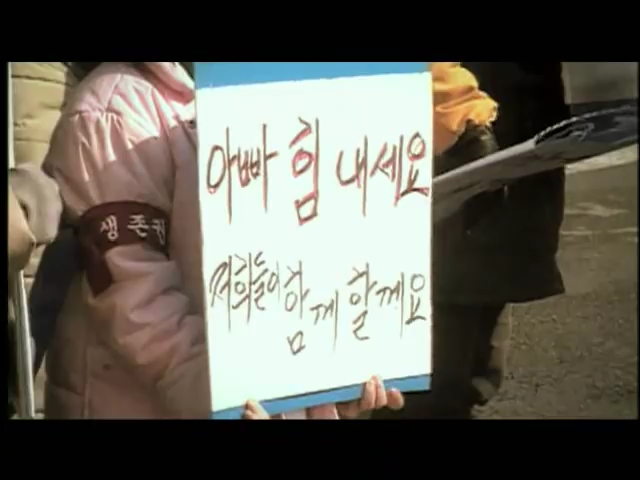 아빠 힘 내세요
저희들이 함께 할께요
생존권